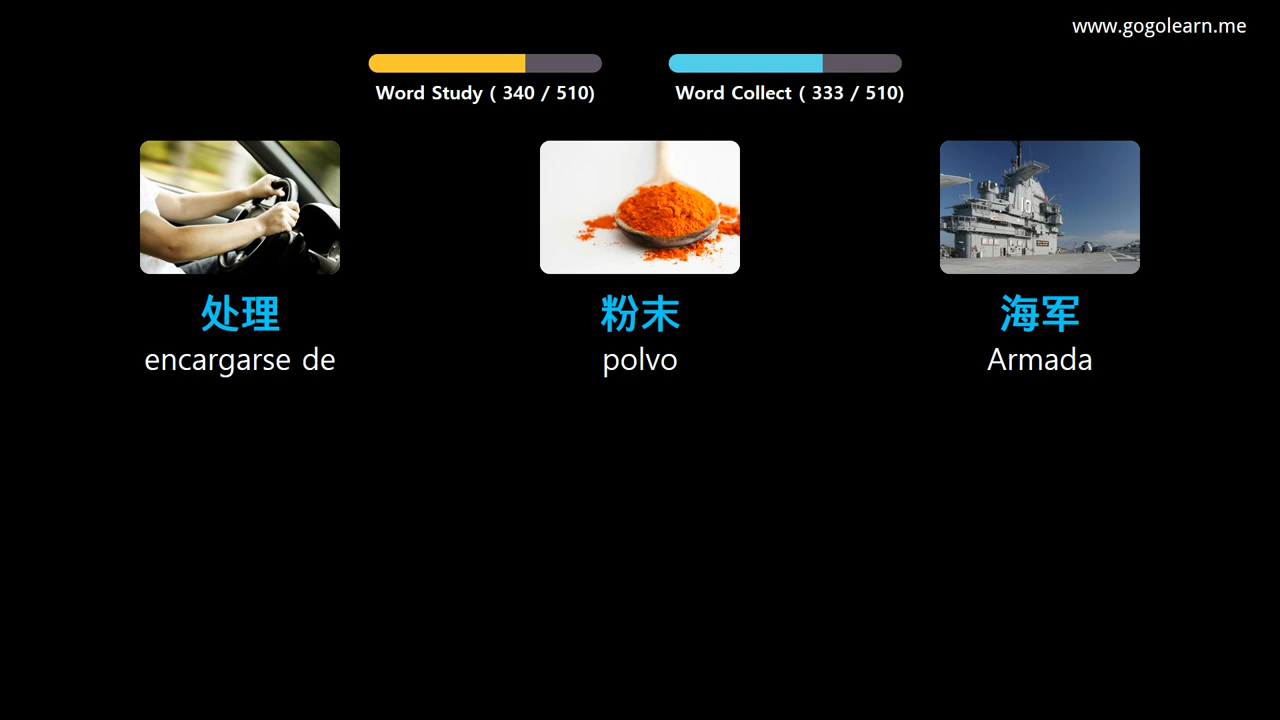 www.gogolearn.me
Word Study ( 340 / 510)
Word Collect ( 333 / 510)
处理
encargarse de
粉末
polvo
海军
Armada